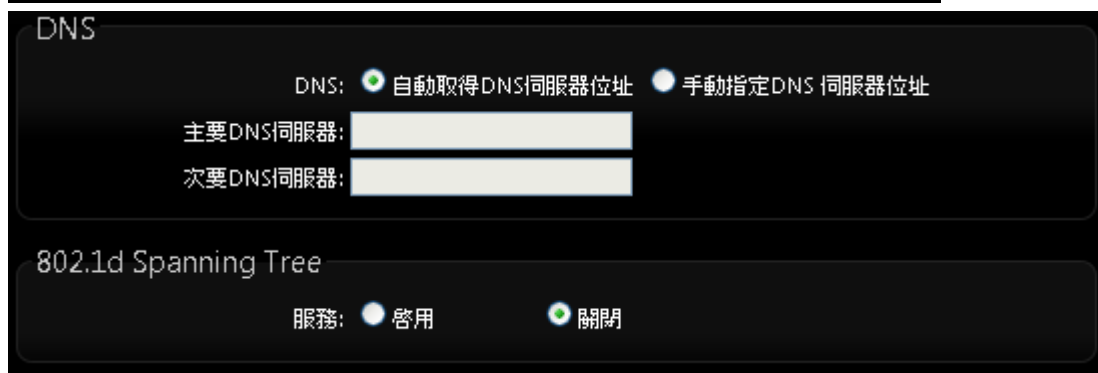 DNS
DNS: 自動取得DNS伺服器位址 手動指定DNS 伺服器位址
主要DNS伺服器:
次要DNS伺服器:
802.1d Spanning Tree
服務: 啓用 關閉